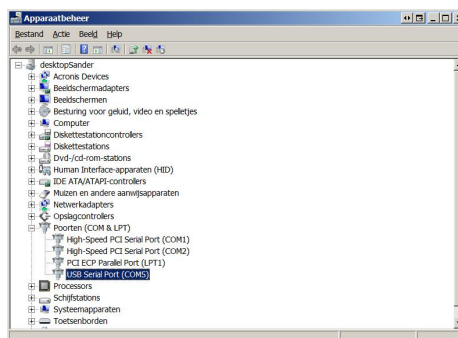 Apparaatbeheer
Bestand Actie Beeld Help
desktopSander
Acronis Devices
Beeldschermadapters
Beeldschermen
Besturing voor geluid, video en spelletjes
Computer
Diskettestationcontrollers
Diskettestations
Dvd-/cd-rom-stations
Human Interface-apparaten (HID)
IDE ATA/ATAPI-controllers
Muizen en andere aanwijsapparaten
Netwerkadapters
Opslagcontrollers
Poorten (COM & LPT)
High-Speed PCI Serial Port (COM1)
High-Speed PCI Serial Port (COM2)
PCI ECP Parallel Port (LPT1)
USB Serial Port (COM5)
Processors
Schijfstations
Systeemapparaten
Toetsenborden